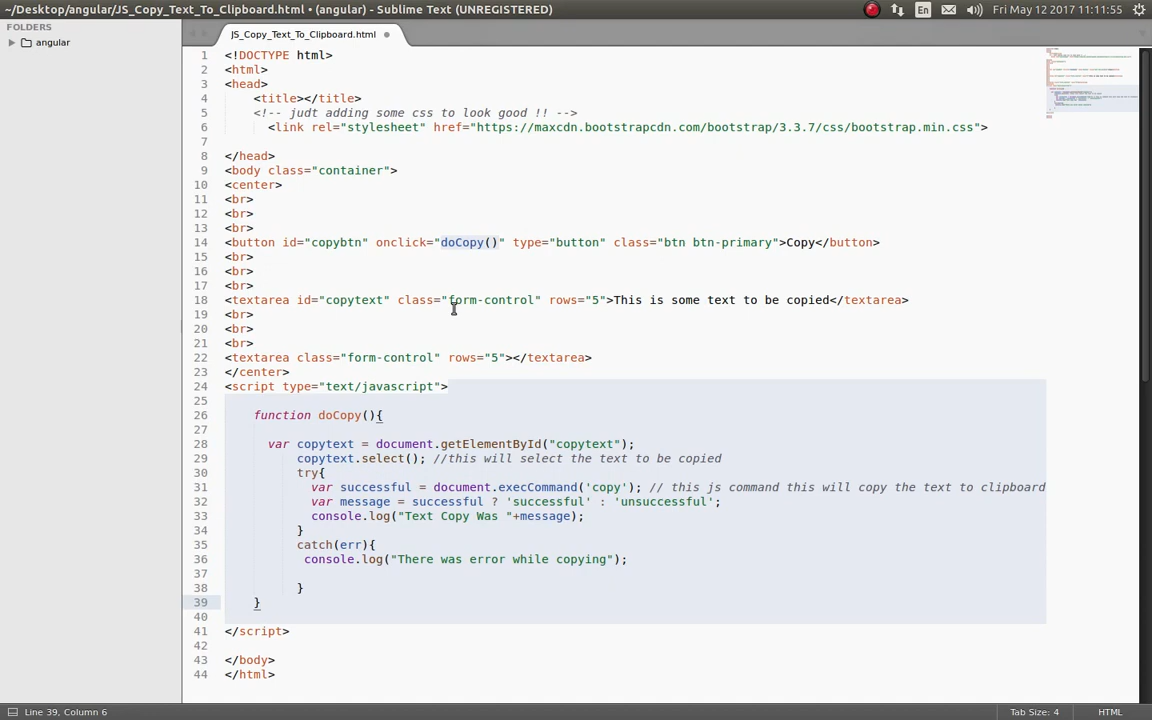 ~/Desktop/angular/JS_Copy_Text_To_Clipboard.html • (angular) - Sublime Text (UNREGISTERED)
En
Fri May 12 2017 11:11:55
FOLDERS
angular
JS_Copy_Text_To_Clipboard.html
1 <!DOCTYPE html>
2 <html>
3 <head>
4 <title></title>
5 <!-- judt adding some css to look good !! -->
6 <link rel="stylesheet" href="https://maxcdn.bootstrapcdn.com/bootstrap/3.3.7/css/bootstrap.min.css">
7
8 </head>
9 <body class="container">
10 <center>
11 <br>
12 <br>
13 <br>
14 <button id="copybtn" onclick="doCopy()" type="button" class="btn btn-primary">Copy</button>
15 <br>
16 <br>
17 <br>
18 <textarea id="copytext" class="form-control" rows="5">This is some text to be copied</textarea>
19 <br>
20 <br>
21 <br>
22 <textarea class="form-control" rows="5"></textarea>
23 </center>
24 <script type="text/javascript">
25
26 function doCopy(){
27
28 var copytext = document.getElementById("copytext");
29 copytext.select(); //this will select the text to be copied
30 try{
31 var successful = document.execCommand('copy'); // this js command this will copy the text to clipboard
32 var message = successful ? 'successful' : 'unsuccessful';
33 console.log("Text Copy Was "+message);
34 }
35 catch(err){
36 console.log("There was error while copying");
37
38 }
39 }
40
41 </script>
42
43 </body>
44 </html>
Line 39, Column 6
Tab Size: 4
HTML